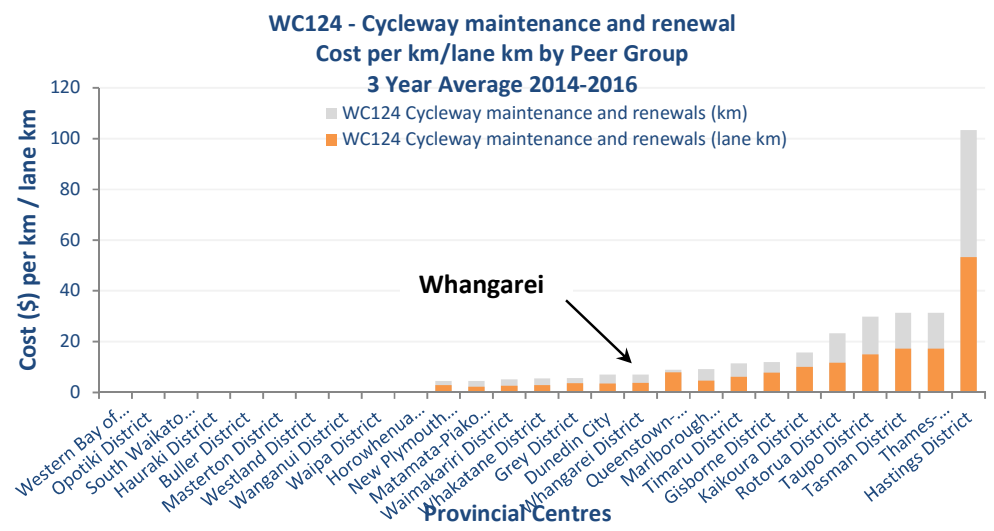 WC124 - Cycleway maintenance and renewal
Cost per km/lane km by Peer Group
3 Year Average 2014-2016
WC124 Cycleway maintenance and renewals (km)
WC124 Cycleway maintenance and renewals (lane km)
Cost ($) per km / lane km
120
100
80
60
40
20
0
Whangarei
Western Bay of...
Opotiki District
South Waikato...
Hauraki District
Buller District
Masterton District
Westland District
Wanganui District
Waipa District
Horowhenua...
New Plymouth...
Matamata-Piako...
Waimakariri District
Whakatane District
Grey District
Dunedin City
Whangarei District
Queenstown-...
Marlborough...
Timaru District
Gisborne District
Kaikoura District
Rotorua District
Taupo District
Tasman District
Thames-...
Hastings District
Provincial Centres